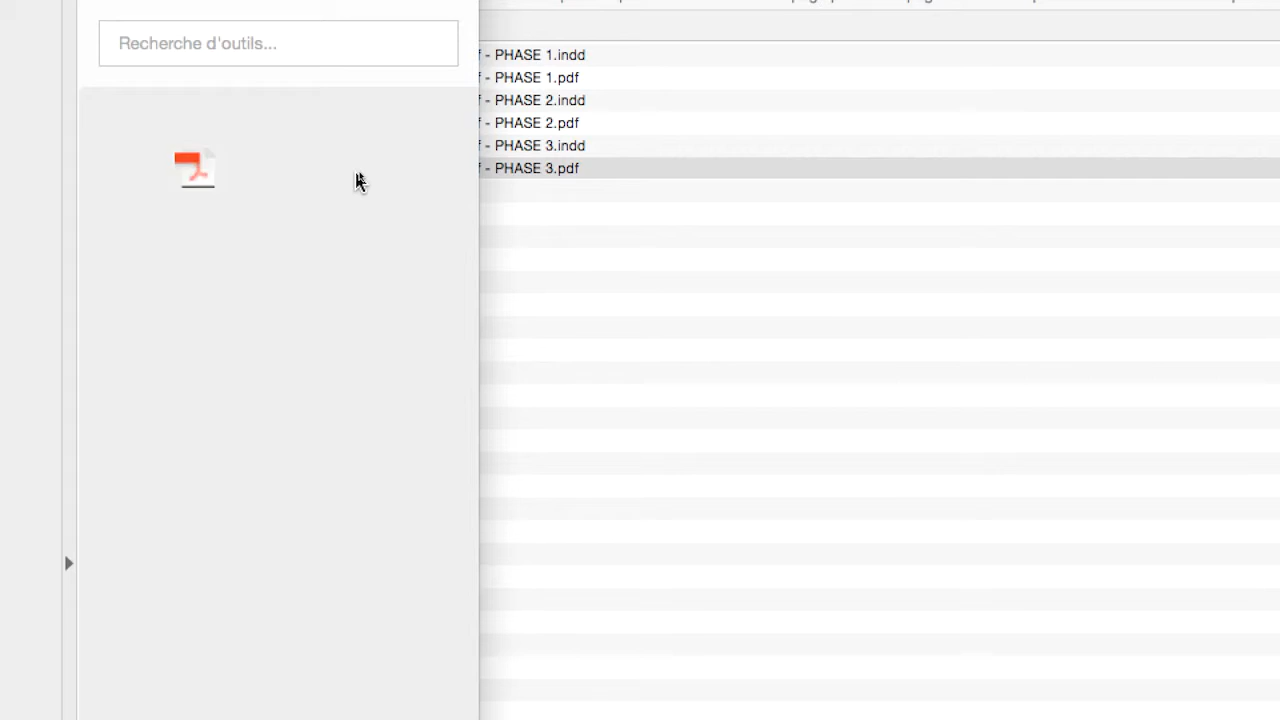 Recherche d'outils...
f - PHASE 1.indd
f - PHASE 1.pdf
f - PHASE 2.indd
f - PHASE 2.pdf
f - PHASE 3.indd
f - PHASE 3.pdf